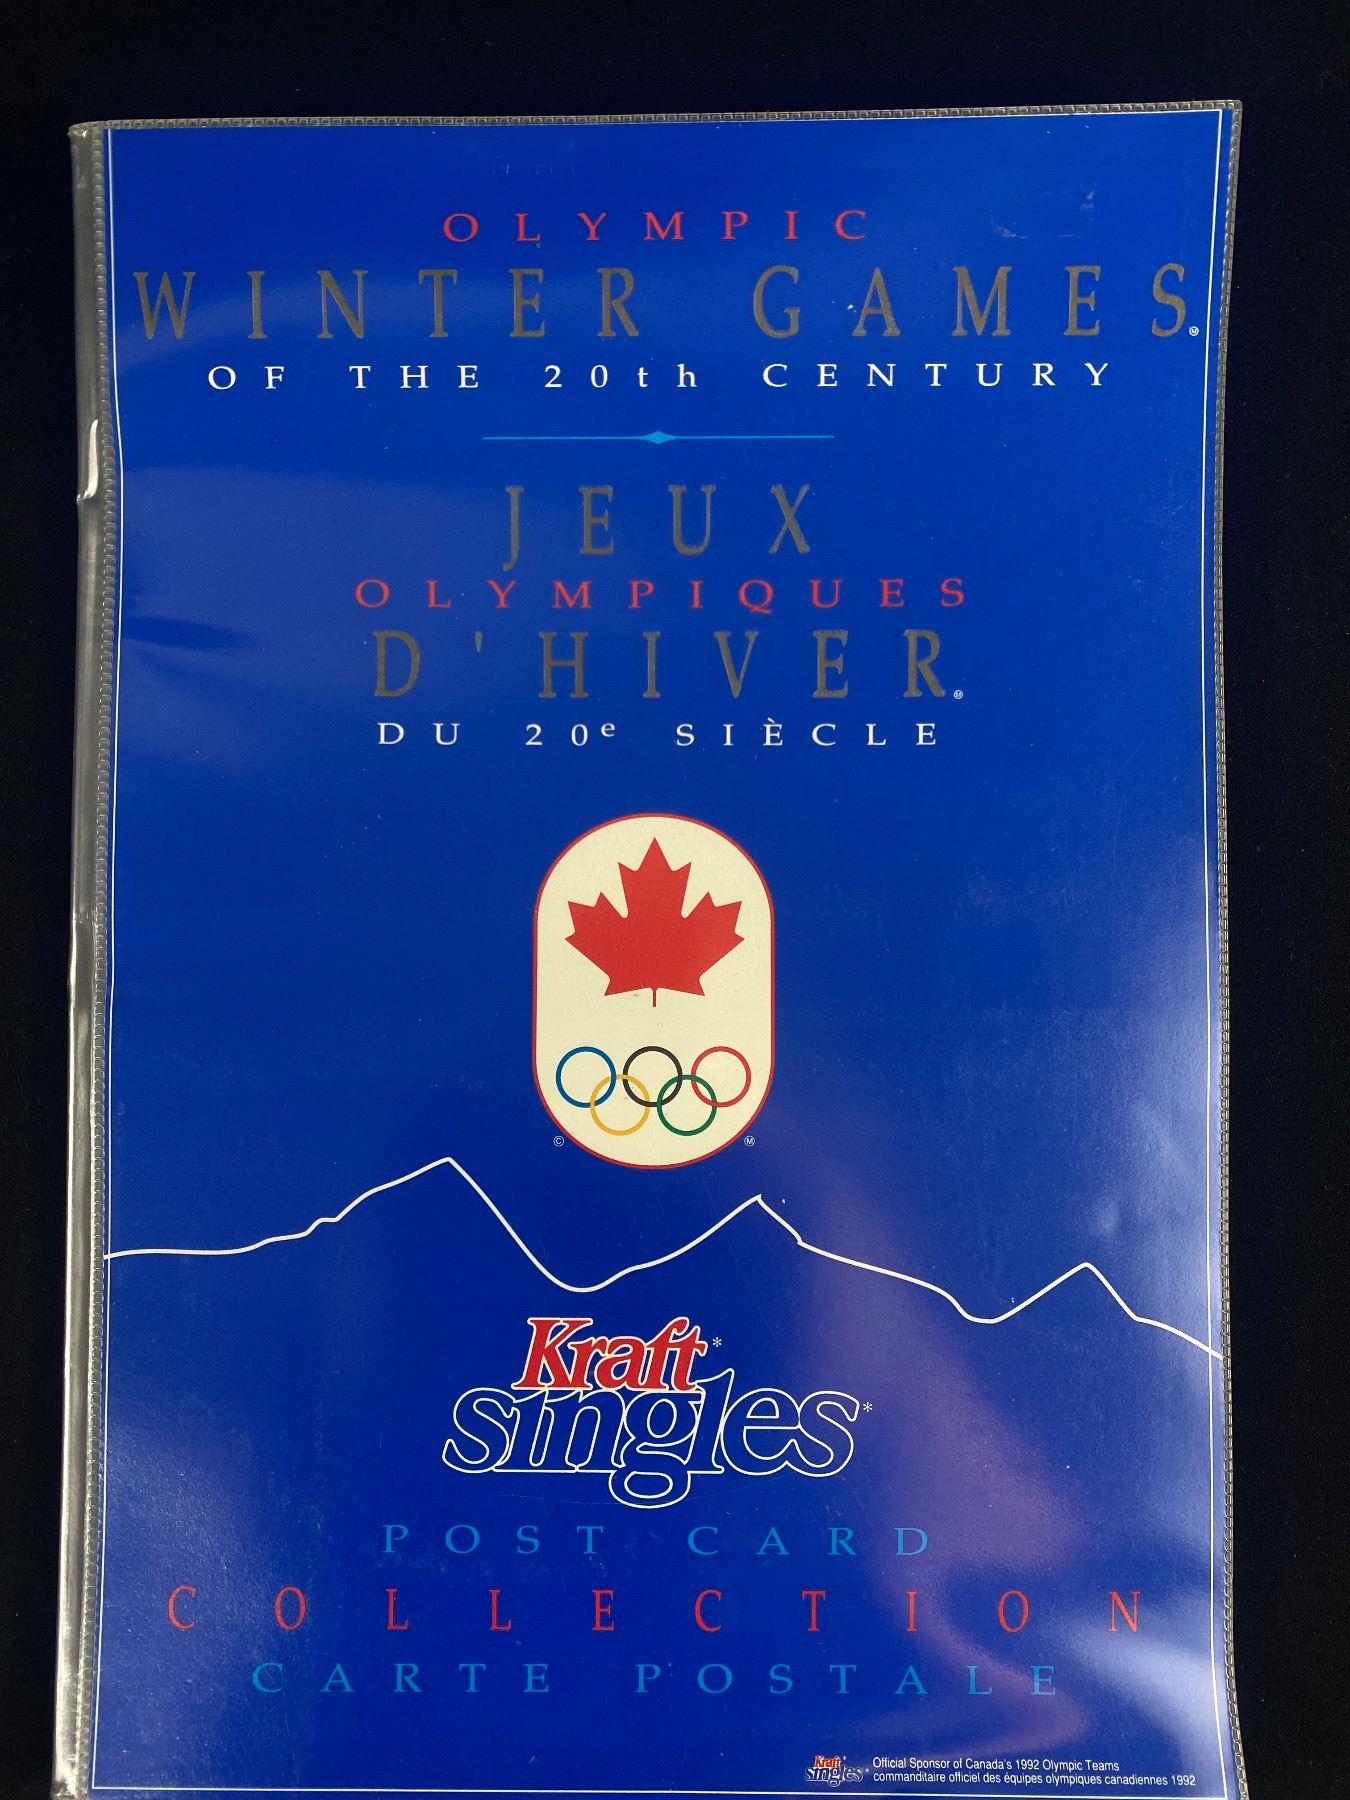 OLYMPIC
WINTER GAMES Ⓜ
OF THE 20th CENTURY
JEUX
OLYMPIQUES
D'HIVER Ⓜ
DU 20e SIÈCLE
© Ⓜ
Kraft*
singles*
POST CARD
COLLECTION
CARTE POSTALE
Kraft* Official Sponsor of Canada's 1992 Olympic Teams
singles* commanditaire officiel des équipes olympiques canadiennes 1992